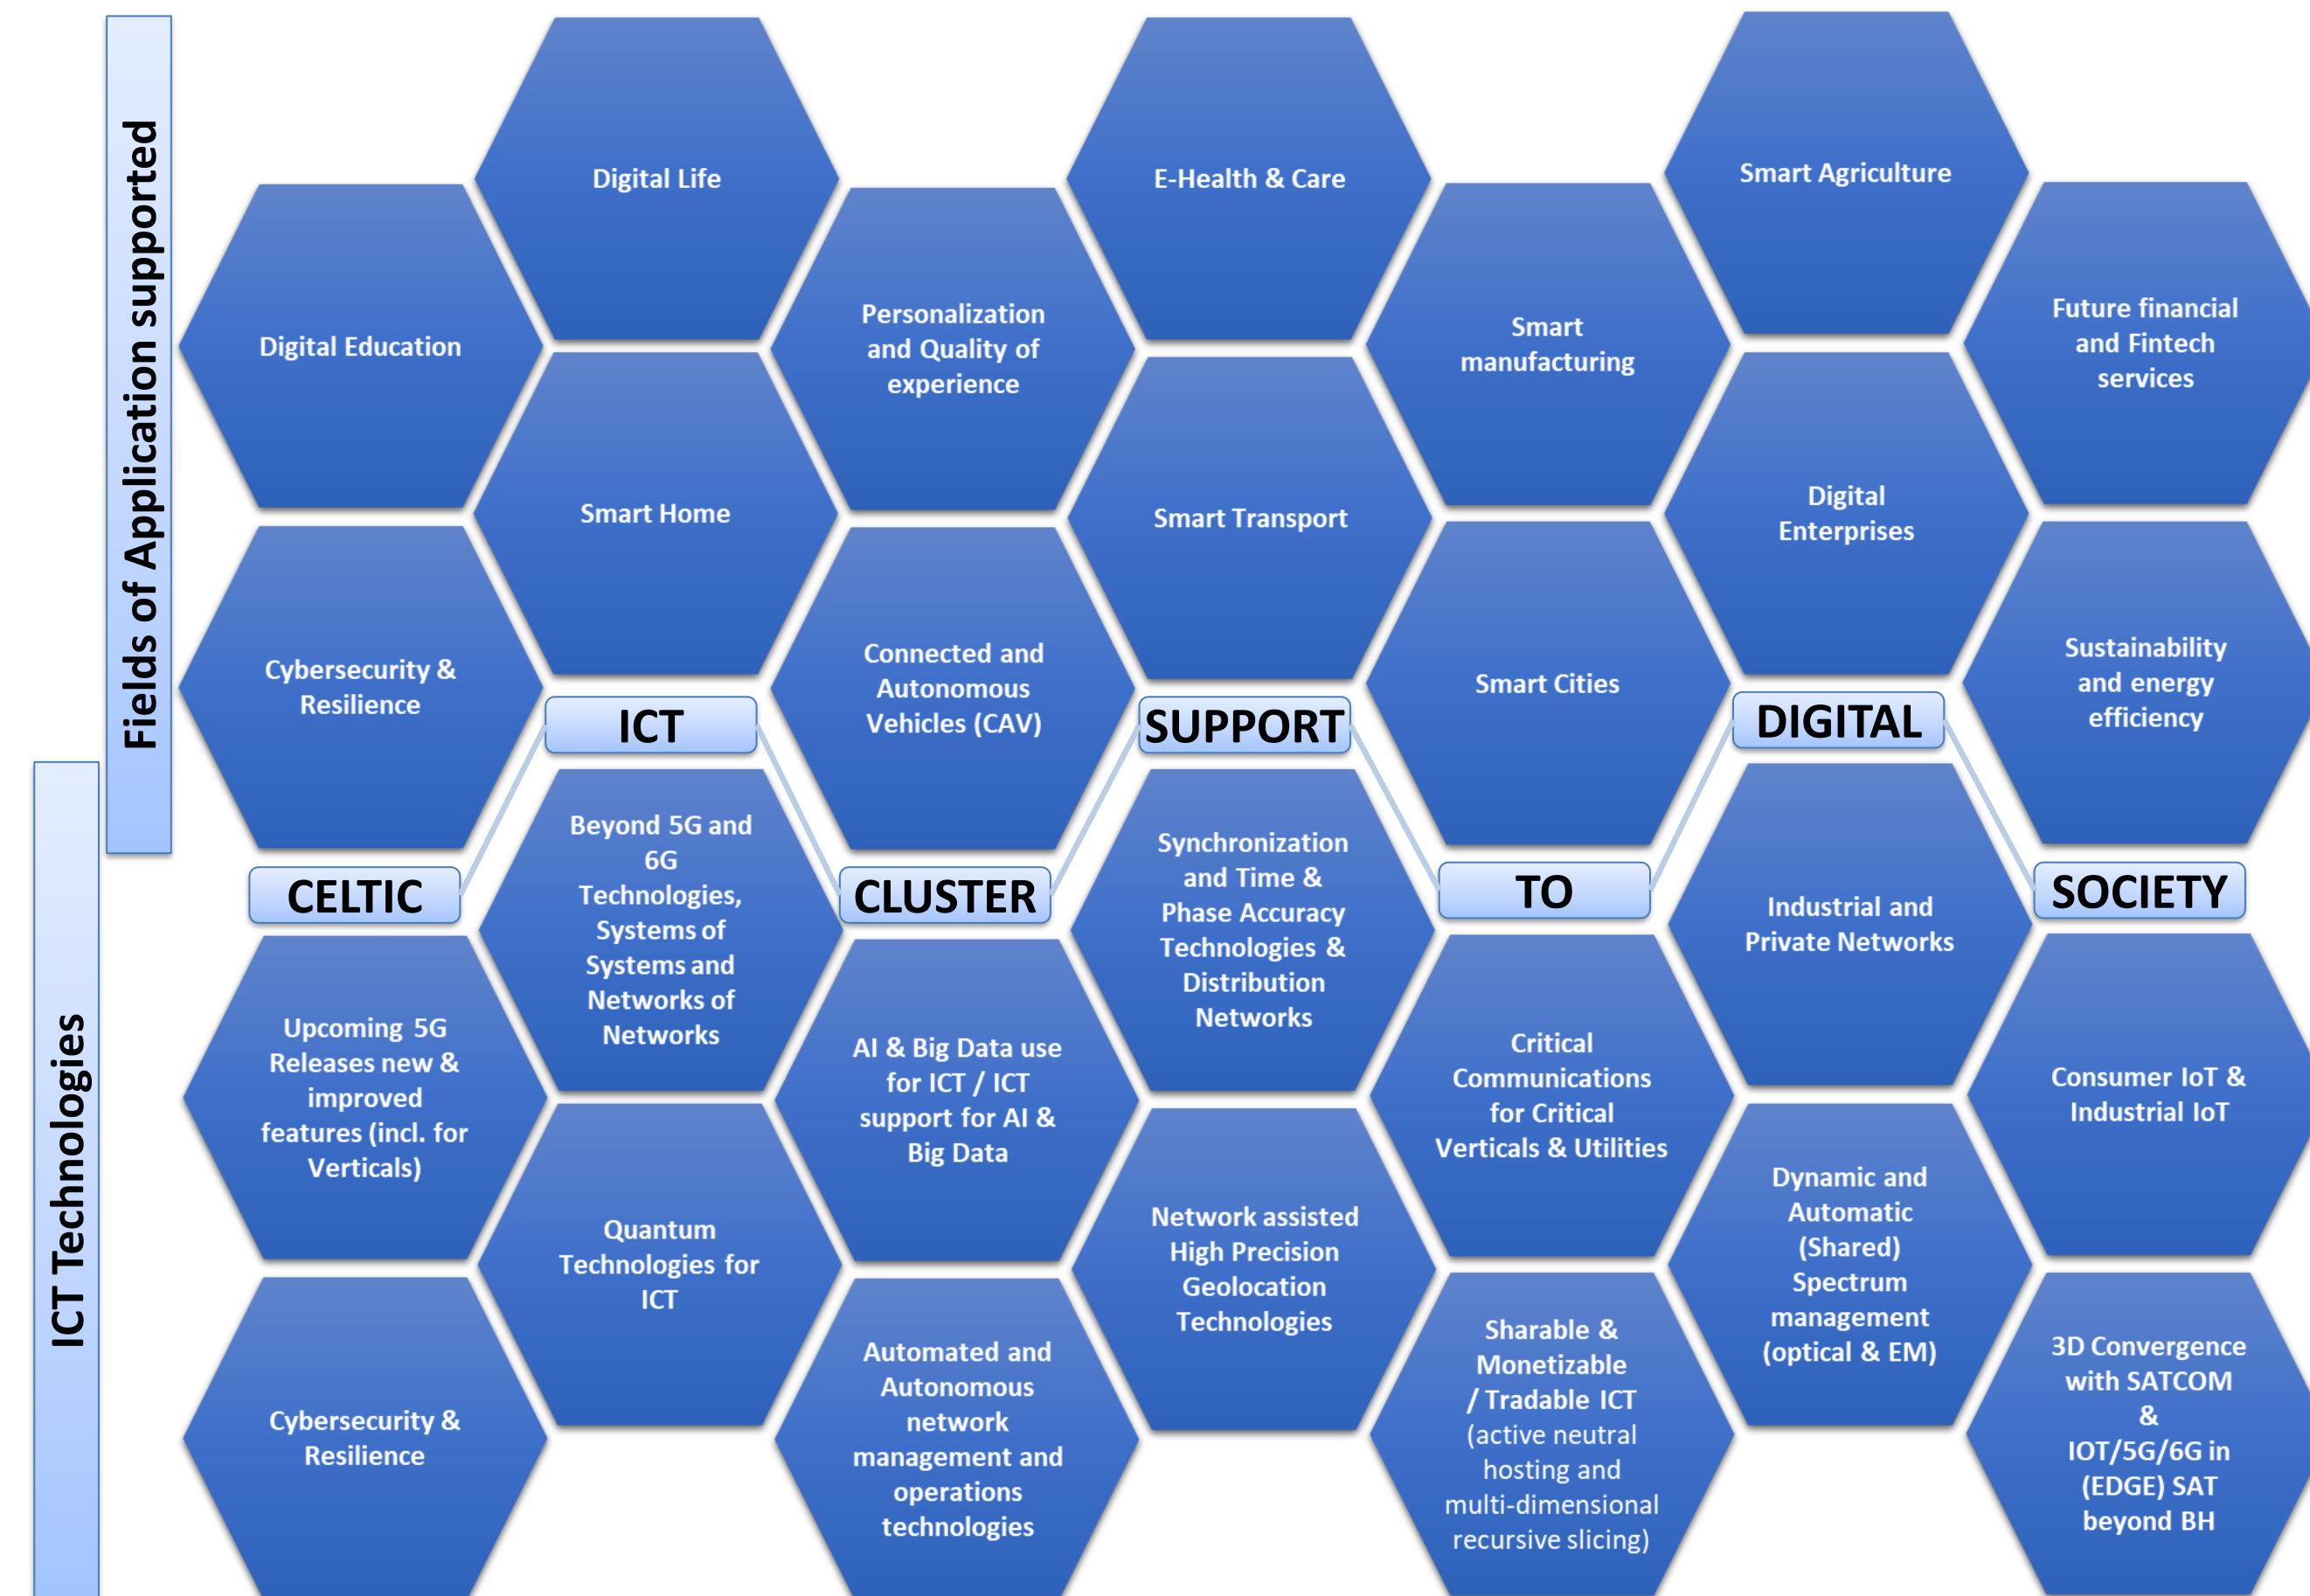 Fields of Application supported
Digital Life
E-Health & Care
Smart Agriculture
Digital Education
Personalization
and Quality of
experience
Smart
manufacturing
Future financial
and Fintech
services
Smart Home
Smart Transport
Digital
Enterprises
Cybersecurity &
Resilience
Connected and
Autonomous
Vehicles (CAV)
Smart Cities
Sustainability
and energy
efficiency
CELTIC
ICT
CLUSTER
SUPPORT
TO
DIGITAL
SOCIETY
ICT Technologies
Beyond 5G and
6G
Technologies,
Systems of
Systems and
Networks of
Networks
Synchronization
and Time &
Phase Accuracy
Technologies &
Distribution
Networks
Industrial and
Private Networks
Upcoming 5G
Releases new &
improved
features (incl. for
Verticals)
AI & Big Data use
for ICT / ICT
support for AI &
Big Data
Critical
Communications
for Critical
Verticals & Utilities
Consumer IoT &
Industrial IoT
Quantum
Technologies for
ICT
Network assisted
High Precision
Geolocation
Technologies
Dynamic and
Automatic
(Shared)
Spectrum
management
(optical & EM)
Cybersecurity &
Resilience
Automated and
Autonomous
network
management and
operations
technologies
Sharable &
Monetizable
/ Tradable ICT
(active neutral
hosting and
multi-dimensional
recursive slicing)
3D Convergence
with SATCOM
&
IOT/5G/6G in
(EDGE) SAT
beyond BH